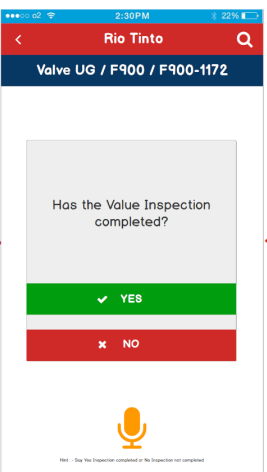 o2 2:30PM 22%
Rio Tinto
Valve UG / F900 / F900-1172
Has the Value Inspection
completed?
YES
NO
Hint : - Say Yes Inspection completed or No Inspection not completed